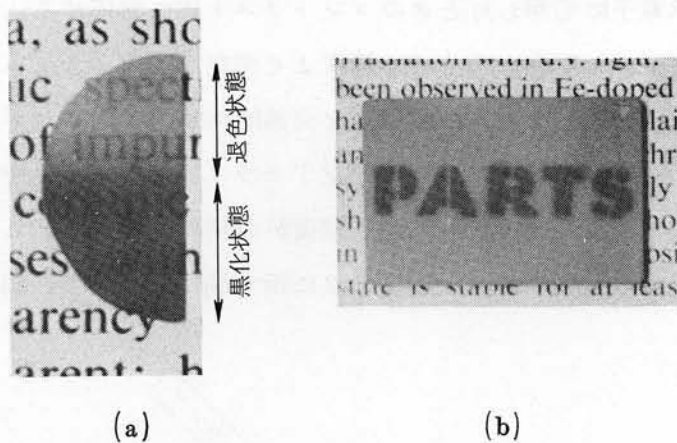 a, as sho
ic spect
of impur
ses
arency
退色状態
黒化状態
irradiation with u.v. light.
been observed in Fe-doped
ha lai
an hr
sy PARTS ly
sh ho
in osi
state is stable for at leas
(a)
(b)